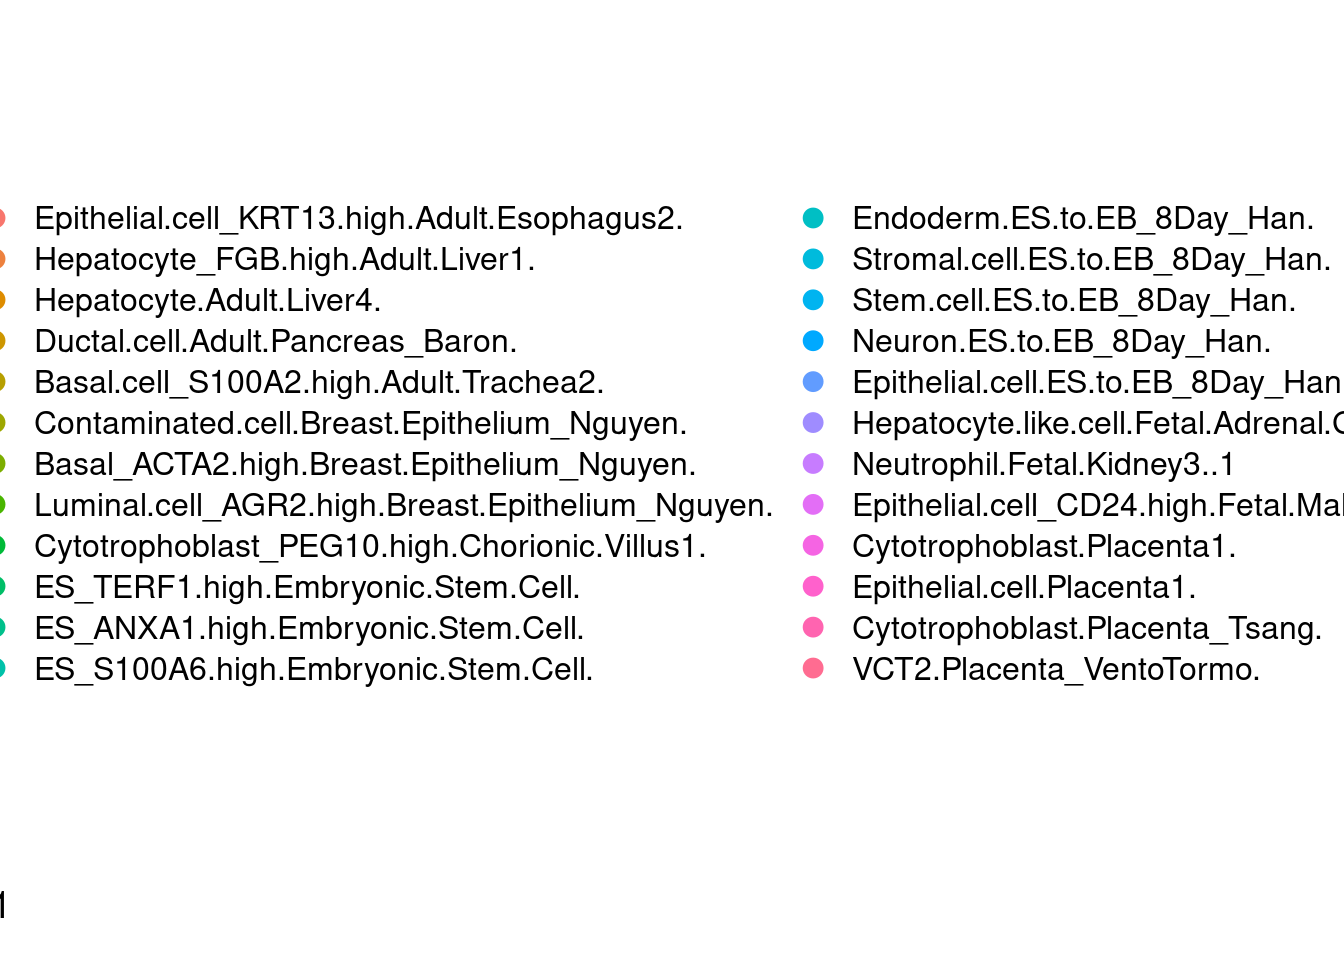 Epithelial.cell_KRT13.high.Adult.Esophagus2.
Hepatocyte_FGB.high.Adult.Liver1.
Hepatocyte.Adult.Liver4.
Ductal.cell.Adult.Pancreas_Baron.
Basal.cell_S100A2.high.Adult.Trachea2.
Contaminated.cell.Breast.Epithelium_Nguyen.
Basal_ACTA2.high.Breast.Epithelium_Nguyen.
Luminal.cell_AGR2.high.Breast.Epithelium_Nguyen.
Cytotrophoblast_PEG10.high.Chorionic.Villus1.
ES_TERF1.high.Embryonic.Stem.Cell.
ES_ANXA1.high.Embryonic.Stem.Cell.
ES_S100A6.high.Embryonic.Stem.Cell.
Endoderm.ES.to.EB_8Day_Han.
Stromal.cell.ES.to.EB_8Day_Han.
Stem.cell.ES.to.EB_8Day_Han.
Neuron.ES.to.EB_8Day_Han.
Epithelial.cell.ES.to.EB_8Day_Han
Hepatocyte.like.cell.Fetal.Adrenal.
Neutrophil.Fetal.Kidney3..1
Epithelial.cell_CD24.high.Fetal.Ma
Cytotrophoblast.Placenta1.
Epithelial.cell.Placenta1.
Cytotrophoblast.Placenta_Tsang.
VCT2.Placenta_VentoTormo.
1